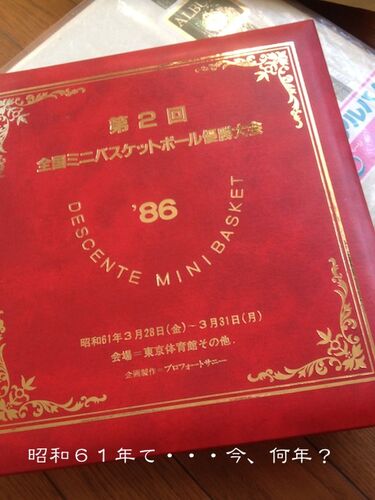 ALBUM
第２回
全国ミニバスケットボール優勝大会
'86
DESCENTE MINIBASKET
昭和61年3月28日(金)～3月31日(月)
会場=東京体育館その他.
企画製作=プロフォートサニー
昭和６１年て・・・今、何年？